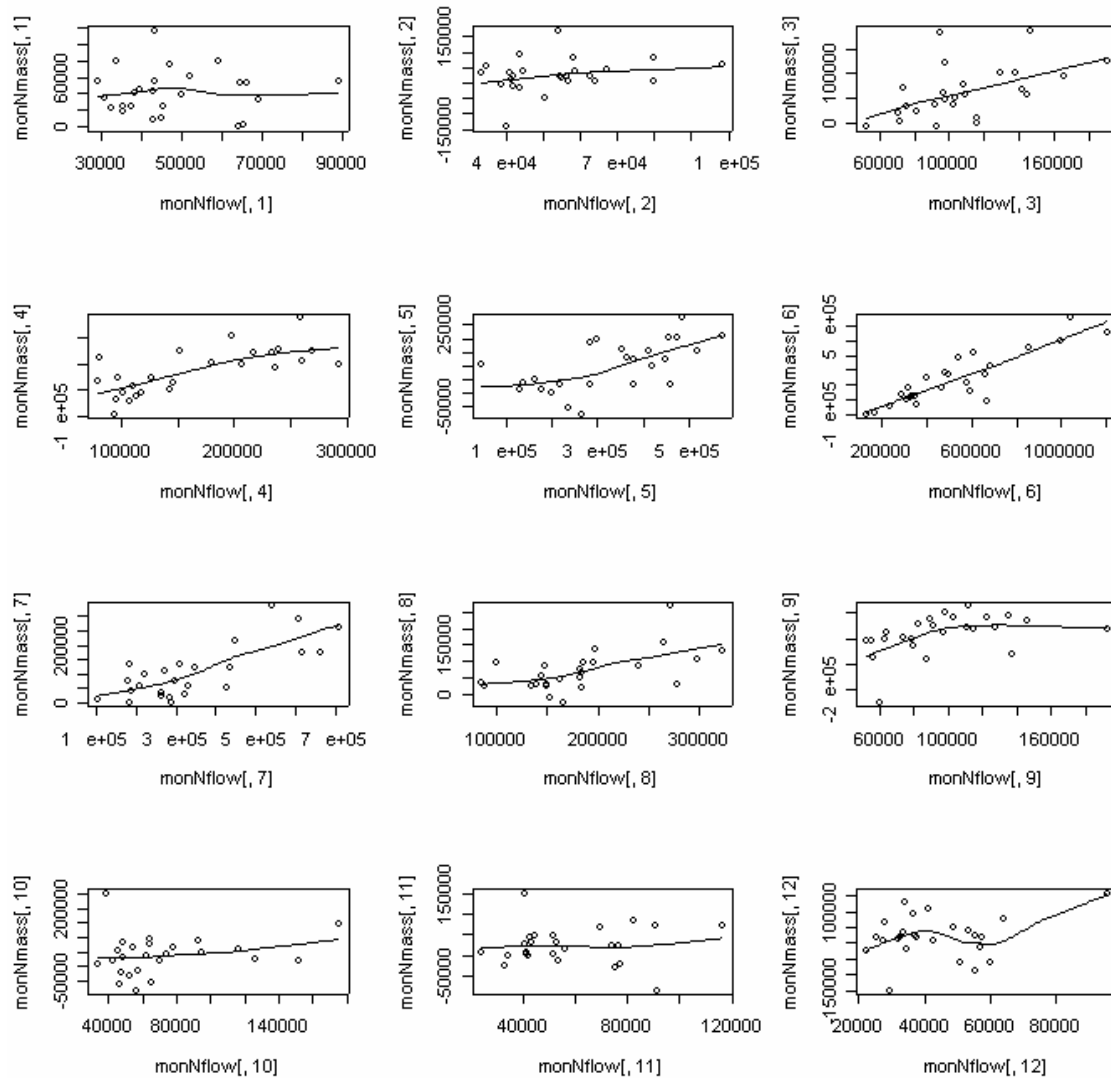 monNmass[, 1]
0 600000
30000 50000 70000 90000
monNflow[, 1]
monNmass[, 2]
-150000 150000
4 e+04 7 e+04 1 e+05
monNflow[, 2]
monNmass[, 3]
0 1000000
60000 100000 160000
monNflow[, 3]
monNmass[, 4]
-1 e+05
100000 200000 300000
monNflow[, 4]
monNmass[, 5]
-50000 250000
1 e+05 3 e+05 5 e+05
monNflow[, 5]
monNmass[, 6]
-1 e+05 5 e+05
200000 600000 1000000
monNflow[, 6]
monNmass[, 7]
0 200000
1 e+05 3 e+05 5 e+05 7 e+05
monNflow[, 7]
monNmass[, 8]
0 150000
100000 200000 300000
monNflow[, 8]
monNmass[, 9]
-2 e+05
60000 100000 160000
monNflow[, 9]
monNmass[, 10]
-50000 200000
40000 80000 140000
monNflow[, 10]
monNmass[, 11]
-50000 150000
40000 80000 120000
monNflow[, 11]
monNmass[, 12]
-150000 100000
20000 40000 60000 80000
monNflow[, 12]